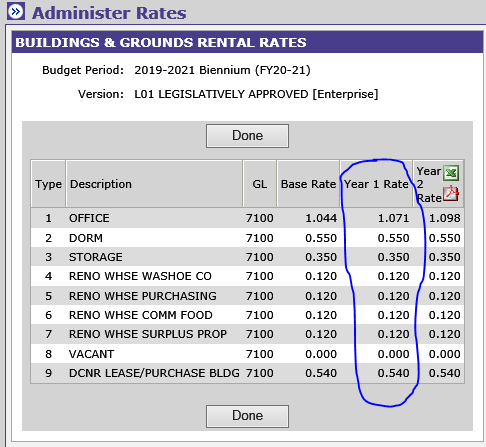 Administer Rates
BUILDINGS & GROUNDS RENTAL RATES
Budget Period: 2019-2021 Biennium (FY20-21)
Version: L01 LEGISLATIVELY APPROVED [Enterprise]
Done
Type Description GL Base Rate Year 1 Rate Year 2 Rate
1 OFFICE 7100 1.044 1.071 1.098
2 DORM 7100 0.550 0.550 0.550
3 STORAGE 7100 0.350 0.350 0.350
4 RENO WHSE WASHOE CO 7100 0.120 0.120 0.120
5 RENO WHSE PURCHASING 7100 0.120 0.120 0.120
6 RENO WHSE COMM FOOD 7100 0.120 0.120 0.120
7 RENO WHSE SURPLUS PROP 7100 0.120 0.120 0.120
8 VACANT 7100 0.000 0.000 0.000
9 DCNR LEASE/PURCHASE BLDG 7100 0.540 0.540 0.540
Done